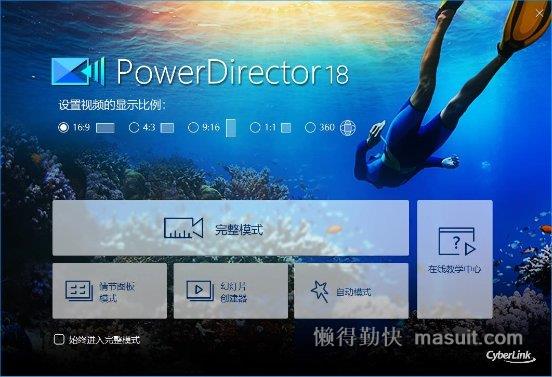 PowerDirector 18
设置视频的显示比例：
16:9 4:3 9:16 1:1 360
完整模式
情节图板
模式
幻灯片
创建器
自动模式
在线教学中心
始终进入完整模式
懒得勤快 masuit.com
CyberLink